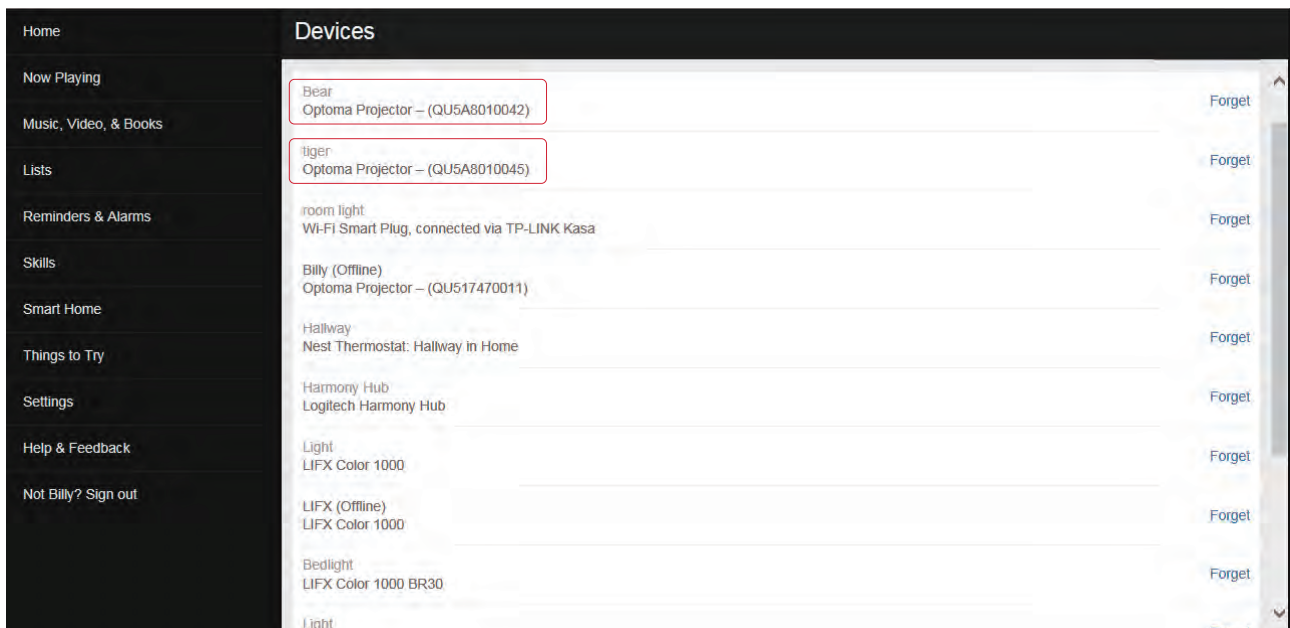 Home
Now Playing
Music, Video, & Books
Lists
Reminders & Alarms
Skills
Smart Home
Things to Try
Settings
Help & Feedback
Not Billy? Sign out
Devices
Bear
Optoma Projector – (QU5A8010042)
Forget
tiger
Optoma Projector – (QU5A8010045)
Forget
room light
Wi-Fi Smart Plug, connected via TP-LINK Kasa
Forget
Billy (Offline)
Optoma Projector – (QU517470011)
Forget
Hallway
Nest Thermostat: Hallway in Home
Forget
Harmony Hub
Logitech Harmony Hub
Forget
Light
LIFX Color 1000
Forget
LIFX (Offline)
LIFX Color 1000
Forget
Bedlight
LIFX Color 1000 BR30
Forget
Light